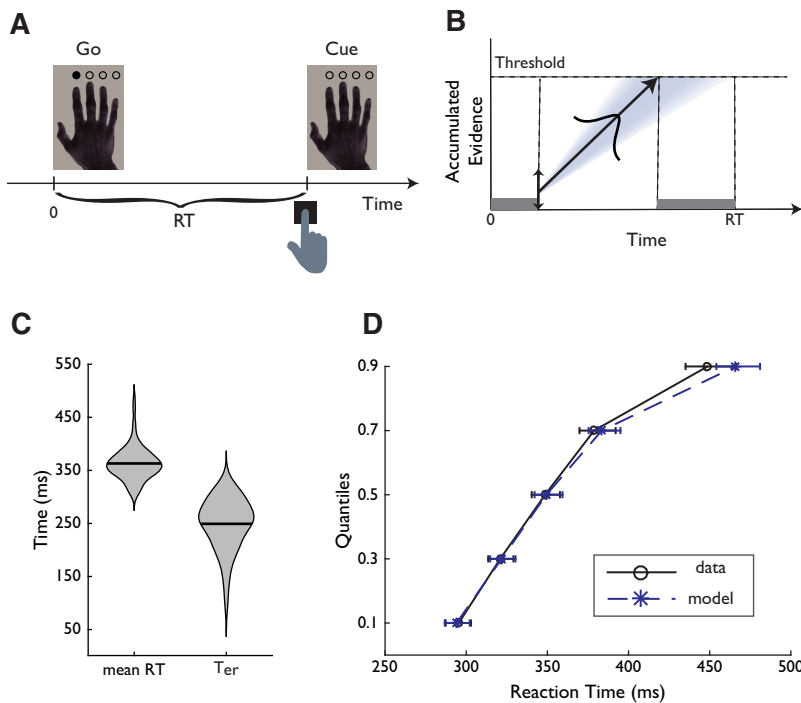 A
Go
Cue
0
RT
Time
B
Threshold
Accumulated
Evidence
0
RT
Time
C
550
450
350
250
150
50
Time (ms)
mean RT
Ter
D
0.9
0.7
0.5
0.3
0.1
Quantiles
data
model
250
300
350
400
450
500
Reaction Time (ms)